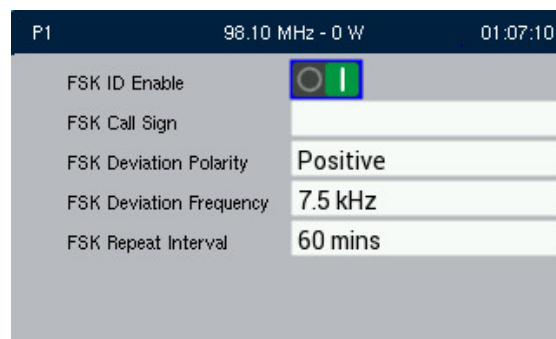 P1 98.10 MHz - 0 W 01:07:10
FSK ID Enable
FSK Call Sign
FSK Deviation Polarity Positive
FSK Deviation Frequency 7.5 kHz
FSK Repeat Interval 60 mins